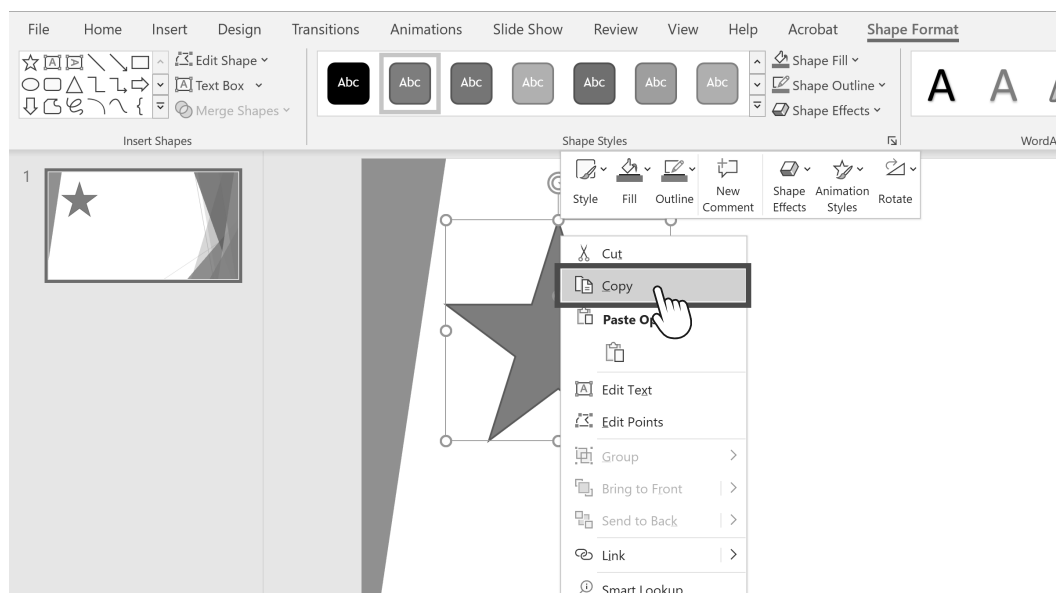 File Home Insert Design Transitions Animations Slide Show Review View Help Acrobat Shape Format
A Edit Shape
A Text Box
Merge Shapes
Insert Shapes
Abc Abc Abc Abc Abc Abc Abc
Shape Styles
Shape Fill
Shape Outline
Shape Effects
A A
WordA
1
Style Fill Outline New Comment Shape Effects Animation Styles Rotate
Cut
Copy
Paste Op
A Edit Text
Edit Points
Group
Bring to Front
Send to Back
Link
Smart Lookup